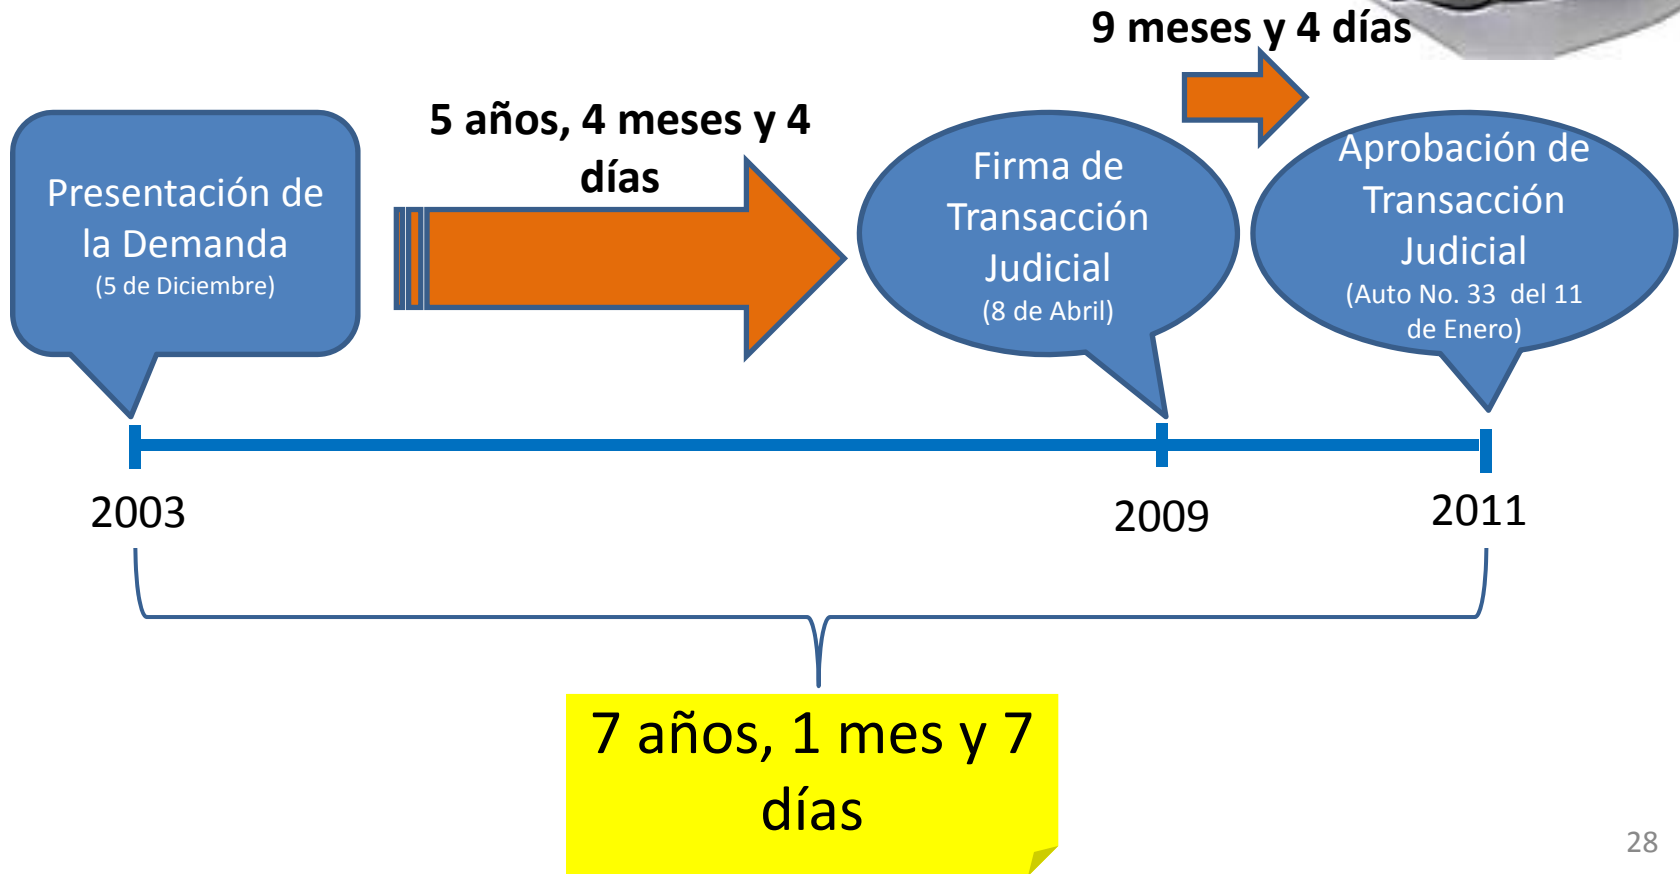 9 meses y 4 días
5 años, 4 meses y 4
días
Presentación de
la Demanda
(5 de Diciembre)
Firma de
Transacción
Judicial
(8 de Abril)
Aprobación de
Transacción
Judicial
(Auto No. 33 del 11
de Enero)
2003
2009
2011
7 años, 1 mes y 7
días
28